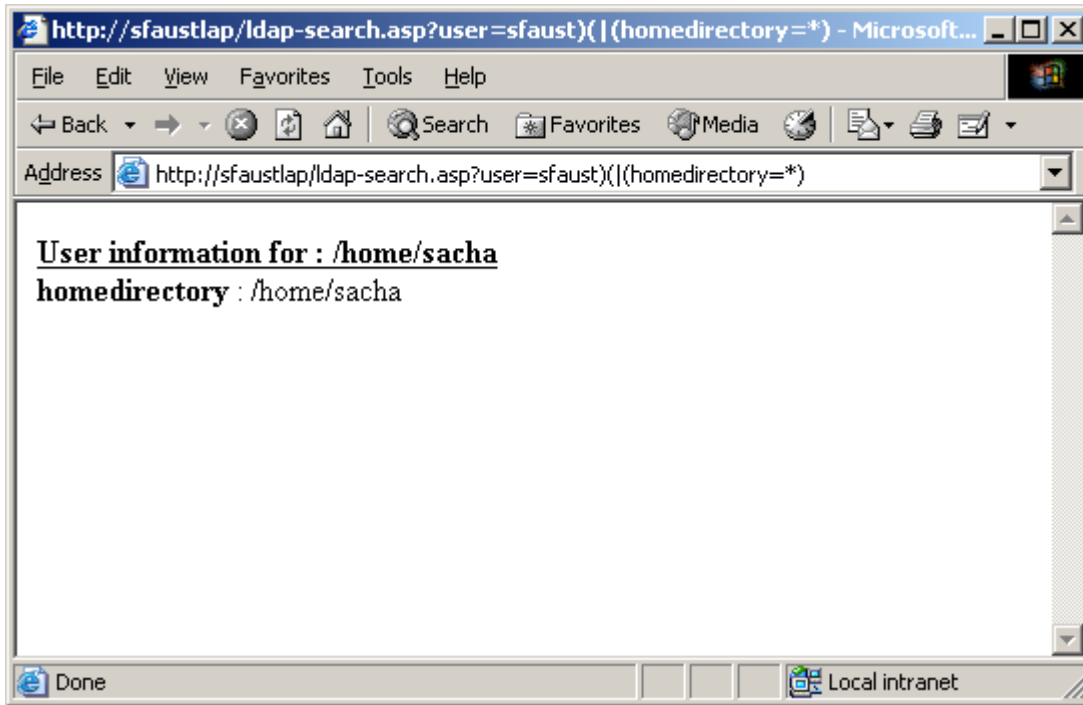 http://sfaustlap/ldap-search.asp?user=sfaust)(|(homedirectory=*) - Microsoft...
File Edit View Favorites Tools Help
Back Search Favorites Media
Address http://sfaustlap/ldap-search.asp?user=sfaust)(|(homedirectory=*)
User information for : /home/sacha
homedirectory : /home/sacha
Done Local intranet